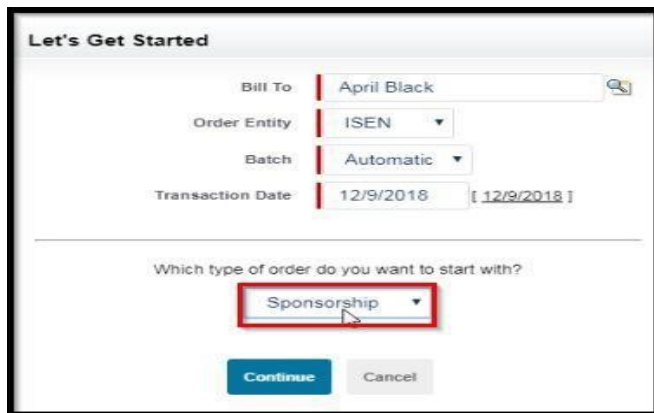 Let's Get Started
Bill To April Black
Order Entity ISEN
Batch Automatic
Transaction Date 12/9/2018 [ 12/9/2018 ]
Which type of order do you want to start with?
Sponsorship
Continue Cancel